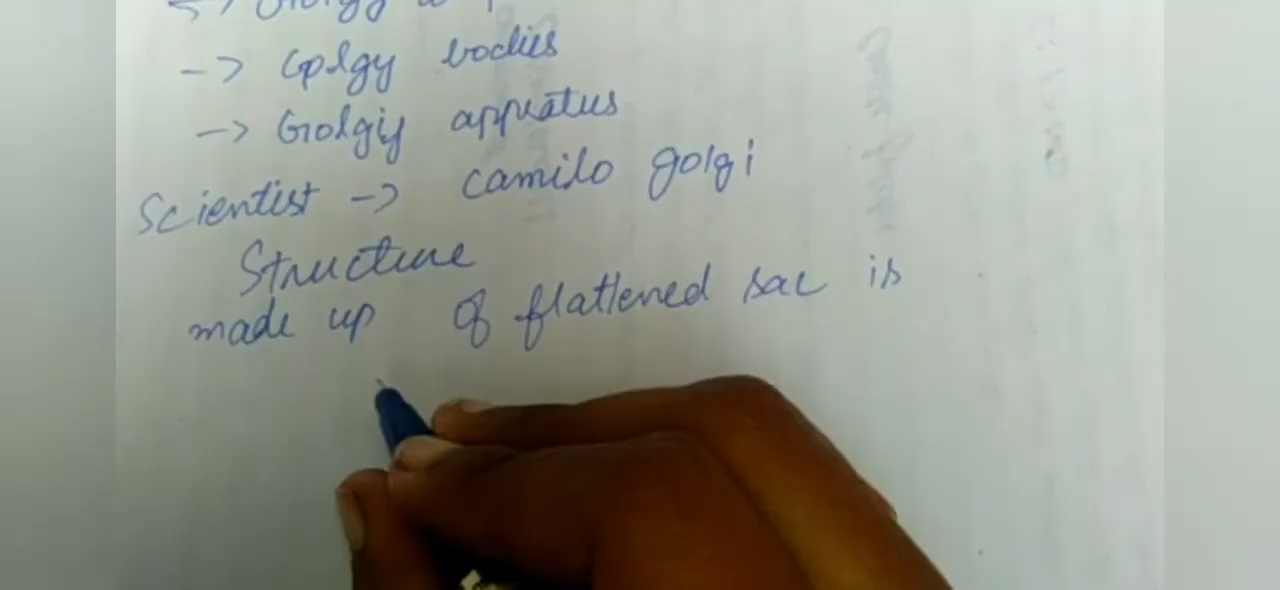 -> Golgy bodies
-> Golgiy appratus
Scientist -> camilo golgi
Structure
made up of flattened sac is